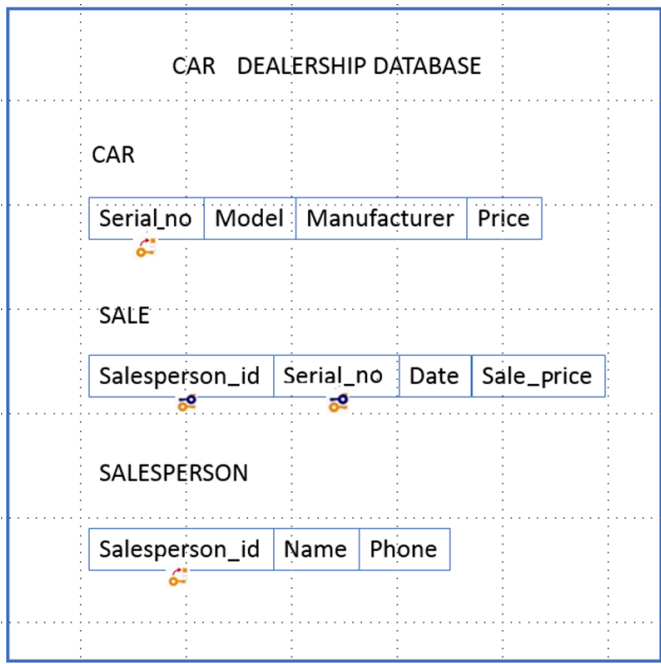 CAR DEALERSHIP DATABASE
CAR
Serial_no Model Manufacturer Price
SALE
Salesperson_id Serial_no Date Sale_price
SALESPERSON
Salesperson_id Name Phone